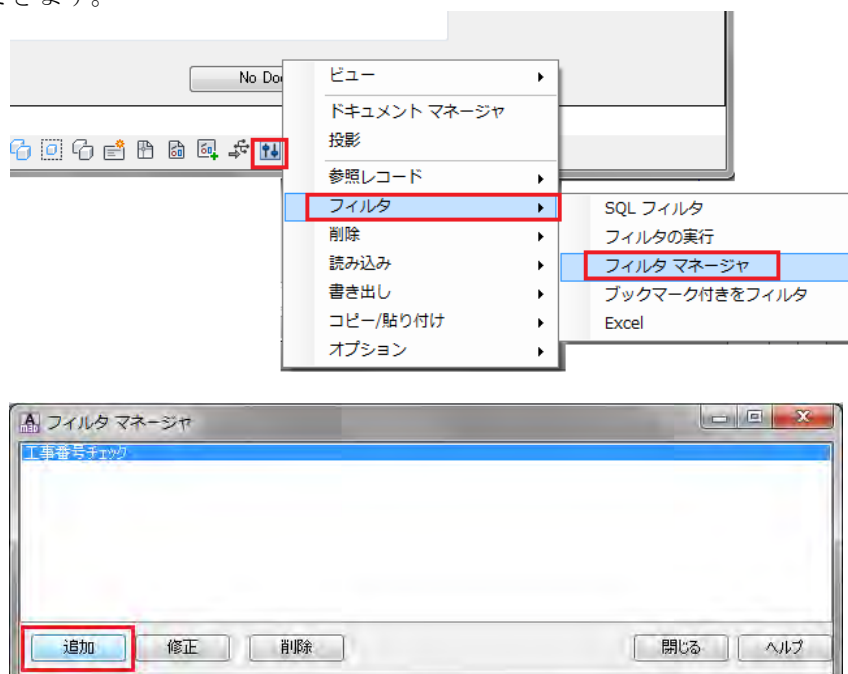 きます。
No Do
ビュー
ドキュメント マネージャ
投影
参照レコード
フィルタ
削除
読み込み
書き出し
コピー/貼り付け
オプション
SQL フィルタ
フィルタの実行
フィルタ マネージャ
ブックマーク付きをフィルタ
Excel
フィルタ マネージャ
工事番号チェック
追加 修正 削除 閉じる ヘルプ